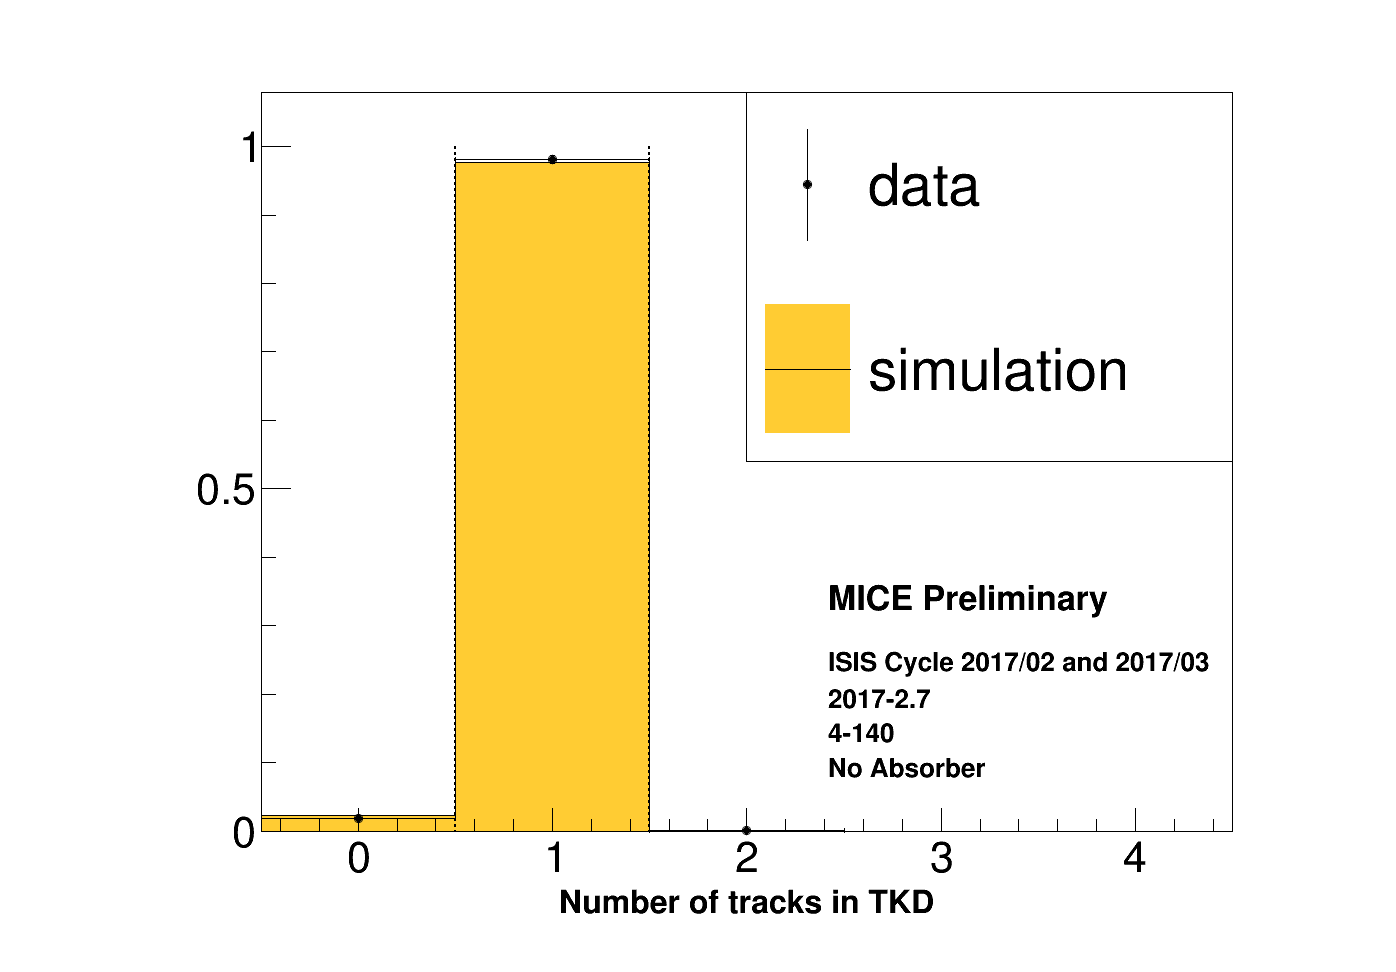 1
data
simulation
0.5
MICE Preliminary
ISIS Cycle 2017/02 and 2017/03
2017-2.7
4-140
No Absorber
0
0 1 2 3 4
Number of tracks in TKD